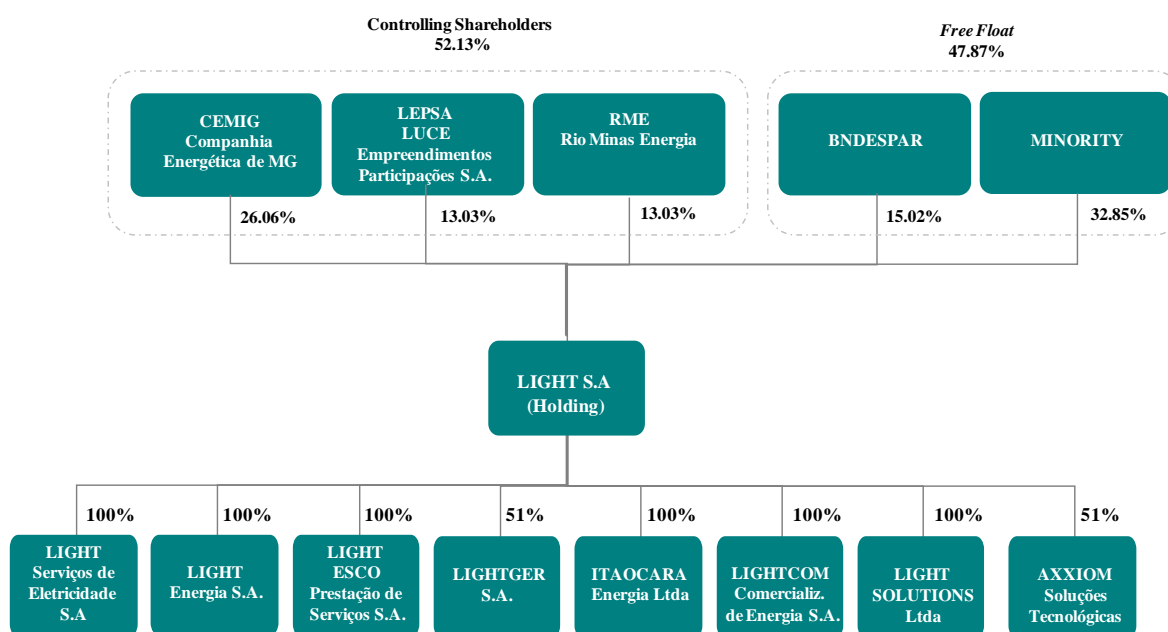 Controlling Shareholders
52.13%
Free Float
47.87%
CEMIG
Companhia
Energética de MG
LEPSA
LUCE
Empreendimentos
Participações S.A.
RME
Rio Minas Energia
BNDESPAR
MINORITY
26.06%
13.03%
13.03%
15.02%
32.85%
LIGHT S.A
(Holding)
100%
100%
100%
51%
100%
100%
100%
51%
LIGHT
Serviços de
Eletricidade
S.A
LIGHT
Energia S.A.
LIGHT
ESCO
Prestação de
Serviços S.A.
LIGHTGER
S.A.
ITAOCARA
Energia Ltda
LIGHTCOM
Comercializ.
de Energia S.A.
LIGHT
SOLUTIONS
Ltda
AXXIOM
Soluções
Tecnológicas